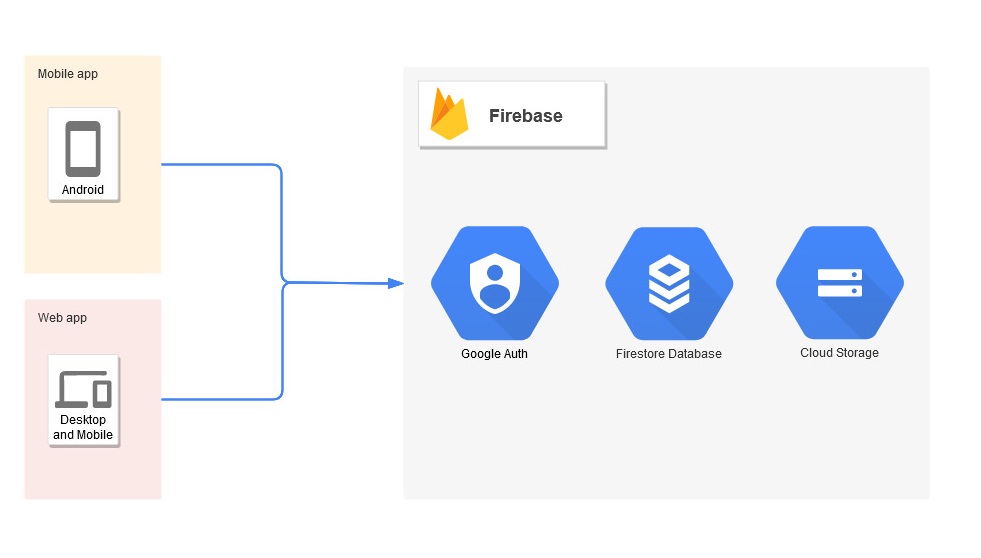 Mobile app
Android
Web app
Desktop
and Mobile
Firebase
Google Auth
Firestore Database
Cloud Storage